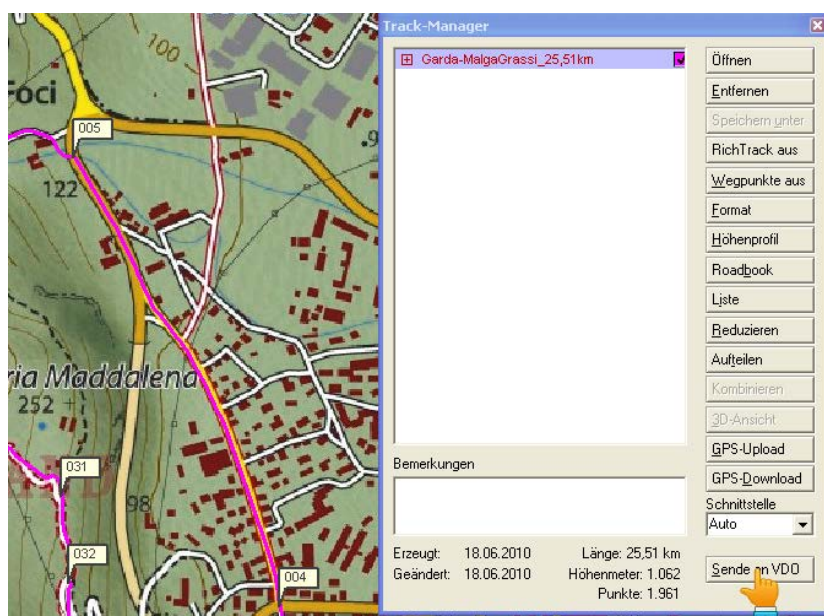 Foci
100
005
122
.9
ria Maddalena
252
031
98
032
004
Track-Manager
Garda-MalgaGrassi_25,51km
Öffnen
Entfernen
Speichern unter
RichTrack aus
Wegpunkte aus
Format
Höhenprofil
Roadbook
Liste
Reduzieren
Aufteilen
Kombinieren
3D-Ansicht
GPS-Upload
GPS-Download
Schnittstelle
Auto
Bemerkungen
Erzeugt: 18.06.2010 Länge: 25,51 km
Geändert: 18.06.2010 Höhenmeter: 1.062
Punkte: 1.961
Sende an VDO